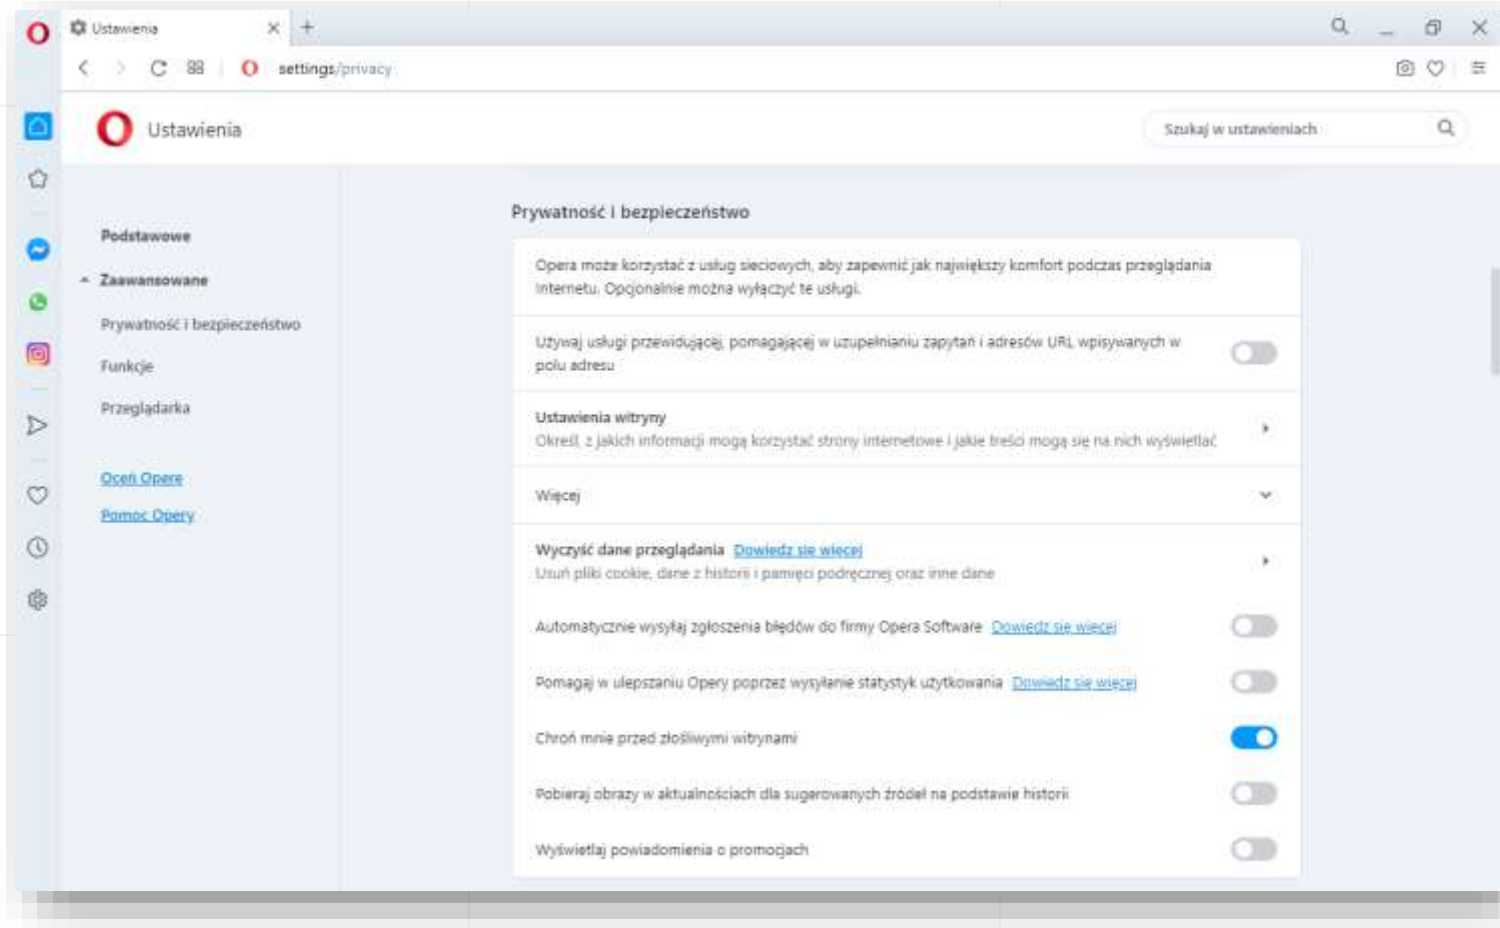 Ustawienia
settings/privacy
Ustawienia
Szukaj w ustawieniach
Podstawowe
Zaawansowane
Prywatność i bezpieczeństwo
Funkcje
Przeglądarka
Oceń Operę
Pomoc Opery
Prywatność i bezpieczeństwo
Opera może korzystać z usług sieciowych, aby zapewnić jak największy komfort podczas przeglądania
Internetu. Opcjonalnie można wyłączyć te usługi.
Używaj usługi przewidującej, pomagającej w uzupełnianiu zapytań i adresów URL wpisywanych w
polu adresu
Ustawienia witryny
Określ, z jakich informacji mogą korzystać strony internetowe i jakie treści mogą się na nich wyświetlać
Więcej
Wyczyść dane przeglądania Dowiedz się więcej
Usuń pliki cookie, dane z historii i pamięci podręcznej oraz inne dane
Automatycznie wysyłaj zgłoszenia błędów do firmy Opera Software Dowiedz się więcej
Pomagaj w ulepszaniu Opery poprzez wysyłanie statystyk użytkowania Dowiedz się więcej
Chroń mnie przed złośliwymi witrynami
Pobieraj obrazy w aktualnościach dla sugerowanych źródeł na podstawie historii
Wyświetlaj powiadomienia o promocjach